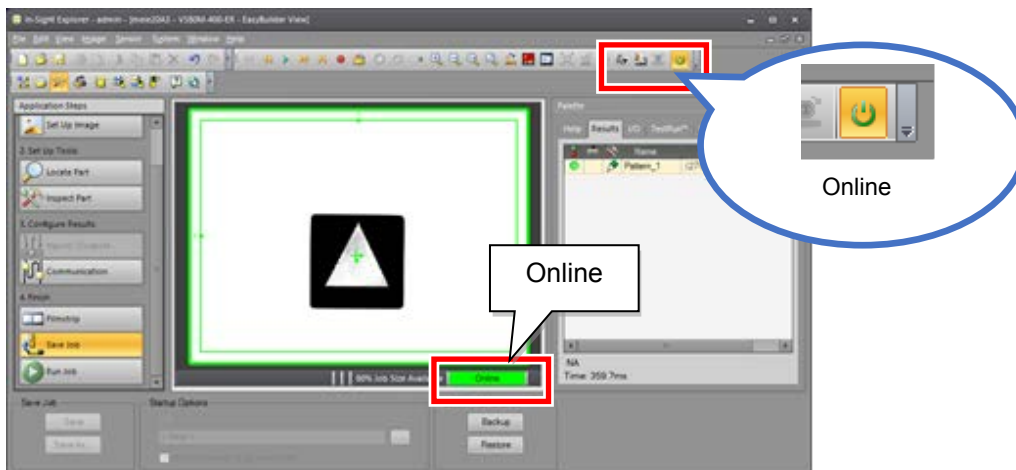 In-Sight Explorer - admin - [mvie20A3 - VS80M-400-ER - EasyBuilder View]
File Edit View Image Sensor System Window Help
Application Steps
Set Up Image
2. Set Up Tools
Locate Part
Inspect Part
3. Configure Results
Communication
4. Finish
Filmstrip
Save Job
Run Job
Palette
Help Results I/O TestRun™
Name
Pattern_1
Online
Online
60% Job Size Available
Online
NA
Time: 359.7ms
Save Job
Save
Save As...
Startup Options
Backup
Restore